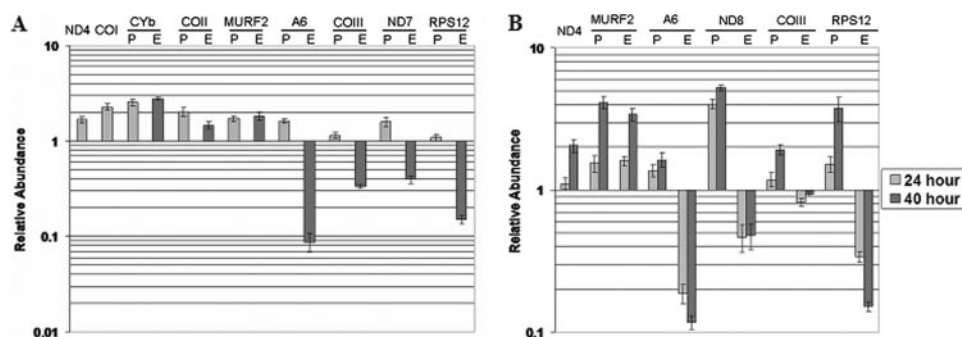 A
ND4 COI CYb COII MURF2 A6 COIII ND7 RPS12
P E P E P E P E P E P E P E
10
1
0.1
0.01
Relative Abundance
B
ND4 MURF2 A6 ND8 COIII RPS12
P E P E P E P E P E
10
1
0.1
Relative Abundance
24 hour
40 hour